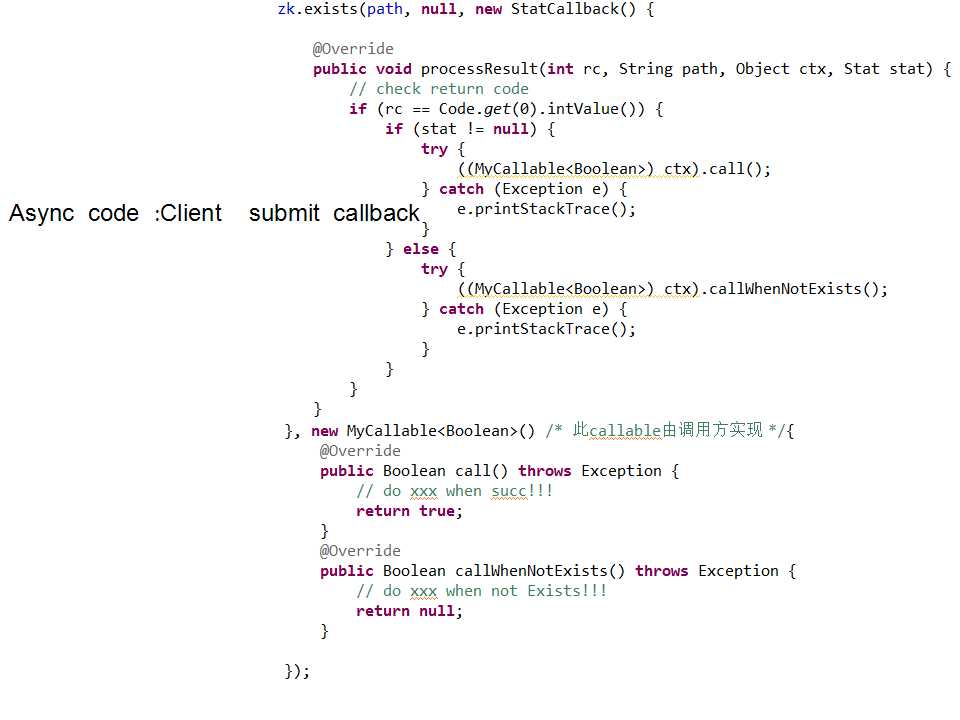 zk.exists(path, null, new StatCallback() {
@Override
public void processResult(int rc, String path, Object ctx, Stat stat) {
// check return code
if (rc == Code.get(0).intValue()) {
if (stat != null) {
try {
((MyCallable<Boolean>) ctx).call();
} catch (Exception e) {
Async code :Client submit callback
e.printStackTrace();
}
} else {
try {
((MyCallable<Boolean>) ctx).callWhenNotExists();
} catch (Exception e) {
e.printStackTrace();
}
}
}
}
}, new MyCallable<Boolean>() /* 此callable由调用方实现 */{
@Override
public Boolean call() throws Exception {
// do xxx when succ!!!
return true;
}
@Override
public Boolean callWhenNotExists() throws Exception {
// do xxx when not Exists!!!
return null;
}
});